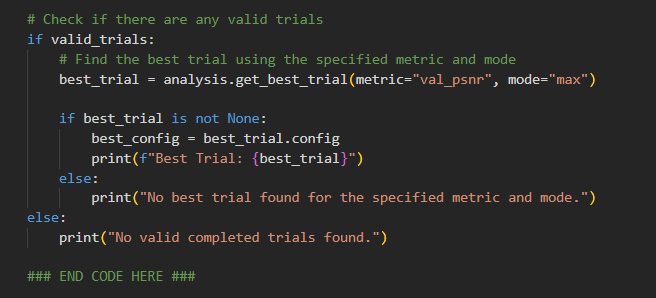 # Check if there are any valid trials
if valid_trials:
    # Find the best trial using the specified metric and mode
    best_trial = analysis.get_best_trial(metric="val_psnr", mode="max")

    if best_trial is not None:
        best_config = best_trial.config
        print(f"Best Trial: {best_trial}")
    else:
        print("No best trial found for the specified metric and mode.")
else:
    print("No valid completed trials found.")

### END CODE HERE ###